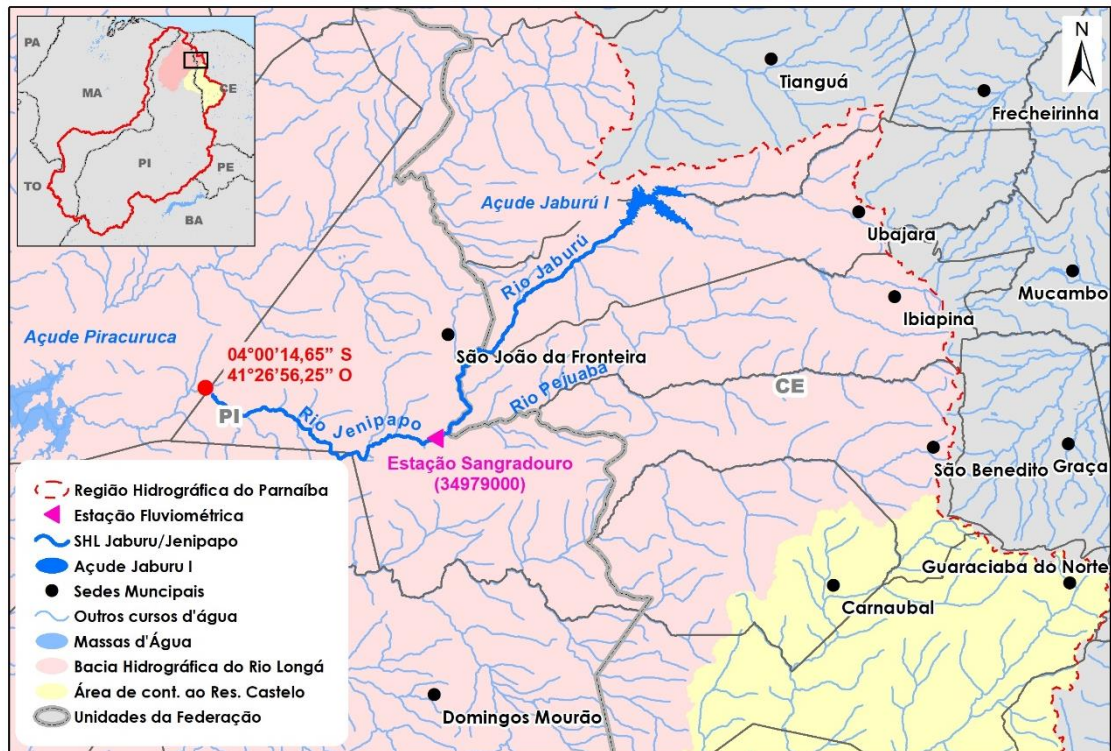 PA
MA
CE
PI
TO
PE
BA
N
Tianguá
Frecheirinha
Açude Jaburú I
Ubajara
Rio Jaburú
Mucambo
Ibiapina
Açude Piracuruca
São João da Fronteira
04°00'14,65” S
41°26'56,25” O
Rio Pejuaba
CE
PI
Rio Jenipapo
Estação Sangradouro
(34979000)
São Benedito
Graça
Região Hidrográfica do Parnaíba
Estação Fluviométrica
SHL Jaburu/Jenipapo
Açude Jaburu I
Sedes Muncipais
Outros cursos d'água
Massas d'Água
Bacia Hidrográfica do Rio Longá
Área de cont. ao Res. Castelo
Unidades da Federação
Guaraciabá do Norte
Carnaubal
Domingos Mourão